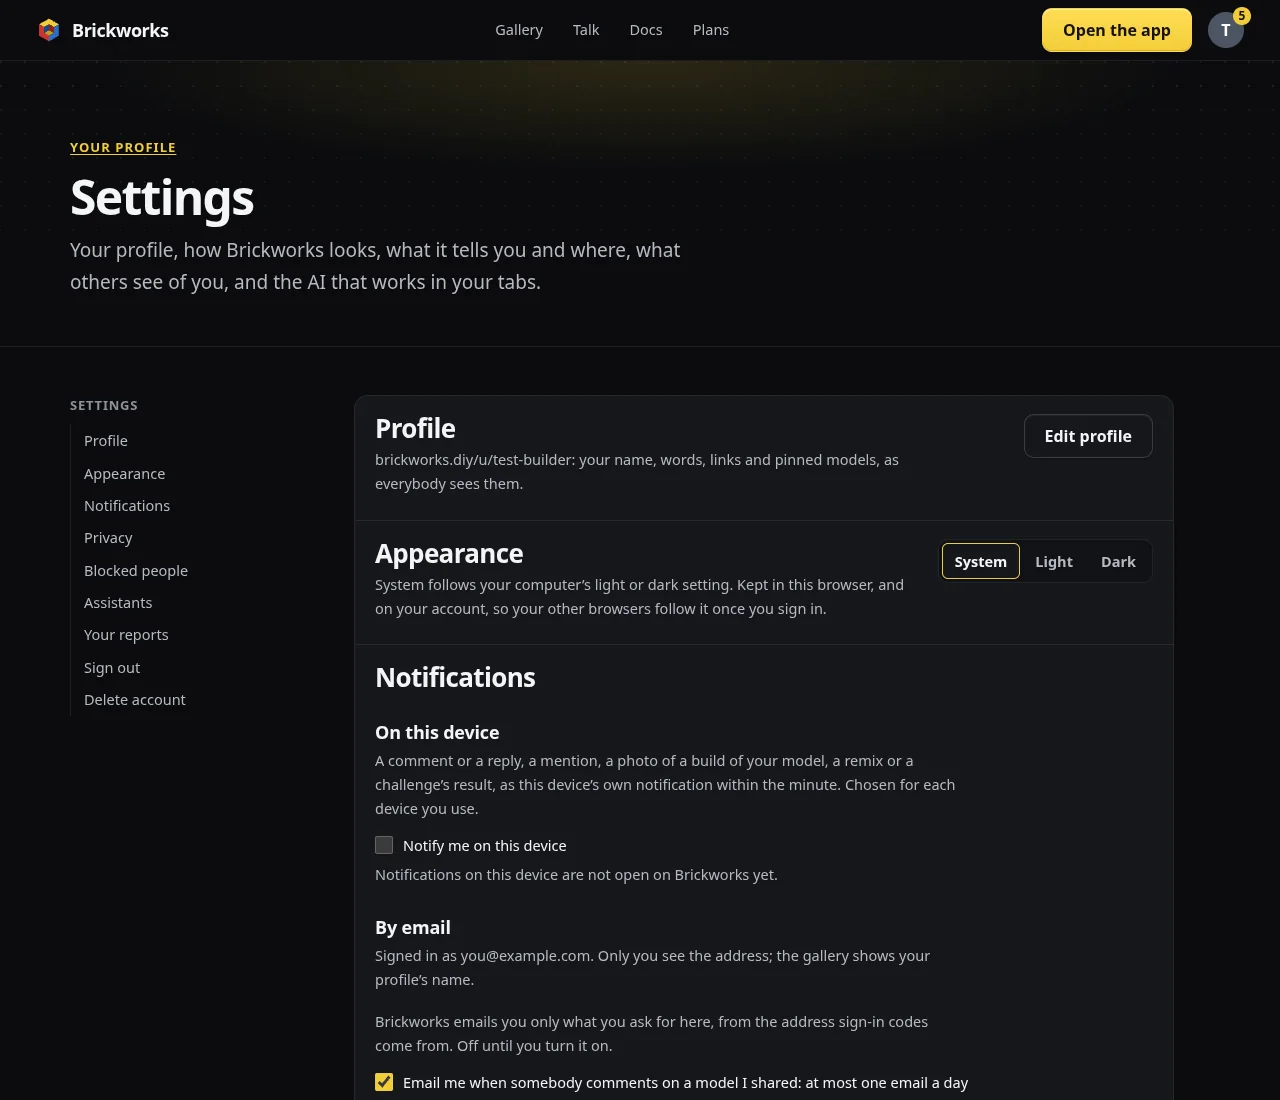 Brickworks
Gallery
Talk
Docs
Plans
Open the app
T
5
YOUR PROFILE
Settings
Your profile, how Brickworks looks, what it tells you and where, what
others see of you, and the AI that works in your tabs.
SETTINGS
Profile
Appearance
Notifications
Privacy
Blocked people
Assistants
Your reports
Sign out
Delete account
Profile
Edit profile
brickworks.diy/u/test-builder: your name, words, links and pinned models, as
everybody sees them.
Appearance
System
Light
Dark
System follows your computer’s light or dark setting. Kept in this browser, and
on your account, so your other browsers follow it once you sign in.
Notifications
On this device
A comment or a reply, a mention, a photo of a build of your model, a remix or a
challenge’s result, as this device’s own notification within the minute. Chosen for each
device you use.
Notify me on this device
Notifications on this device are not open on Brickworks yet.
By email
Signed in as you@example.com. Only you see the address; the gallery shows your
profile’s name.
Brickworks emails you only what you ask for here, from the address sign-in codes
come from. Off until you turn it on.
Email me when somebody comments on a model I shared: at most one email a day